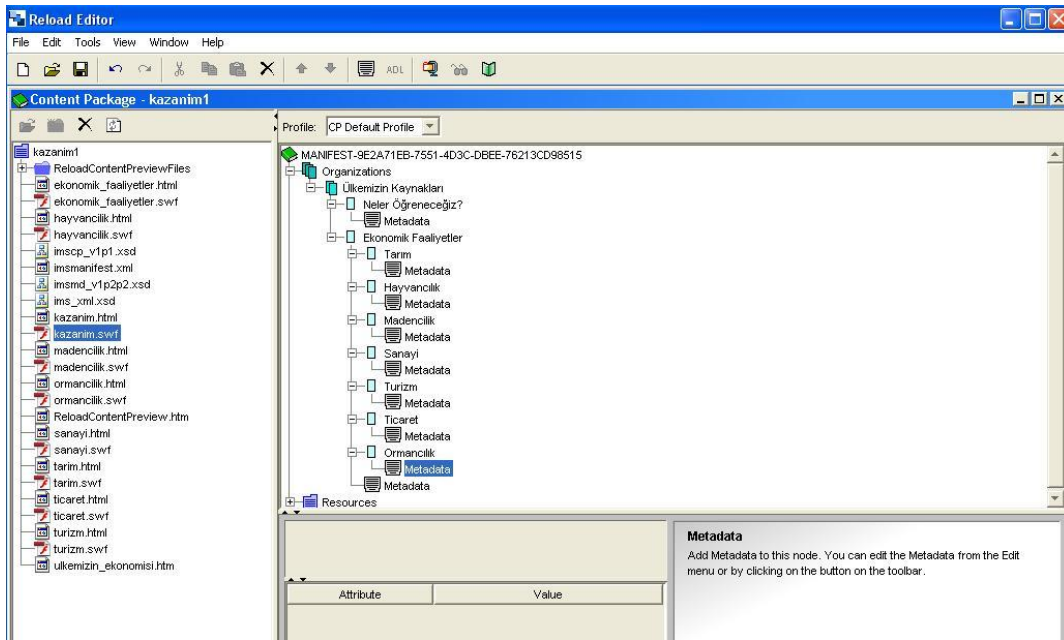 Reload Editor
File Edit Tools View Window Help
ADL
Content Package - kazanim1
Profile: CP Default Profile
kazanim1
ReloadContentPreviewFiles
ekonomik_faaliyetler.html
ekonomik_faaliyetler.swf
hayvancilik.html
hayvancilik.swf
imscp_v1p1.xsd
imsmanifest.xml
imsmd_v1p2p2.xsd
ims_xml.xsd
kazanim.html
kazanim.swf
madencilik.html
madencilik.swf
ormancilik.html
ormancilik.swf
ReloadContentPreview.htm
sanayi.html
sanayi.swf
tarim.html
tarim.swf
ticaret.html
ticaret.swf
turizm.html
turizm.swf
ulkemizin_ekonomisi.htm
MANIFEST-9E2A71EB-7551-4D3C-DBEE-76213CD98515
Organizations
Ülkemizin Kaynakları
Neler Öğreneceğiz?
Metadata
Ekonomik Faaliyetler
Tarım
Metadata
Hayvancılık
Metadata
Madencilik
Metadata
Sanayi
Metadata
Turizm
Metadata
Ticaret
Metadata
Ormancılık
Metadata
Metadata
Resources
Attribute Value
Metadata
Add Metadata to this node. You can edit the Metadata from the Edit
menu or by clicking on the button on the toolbar.